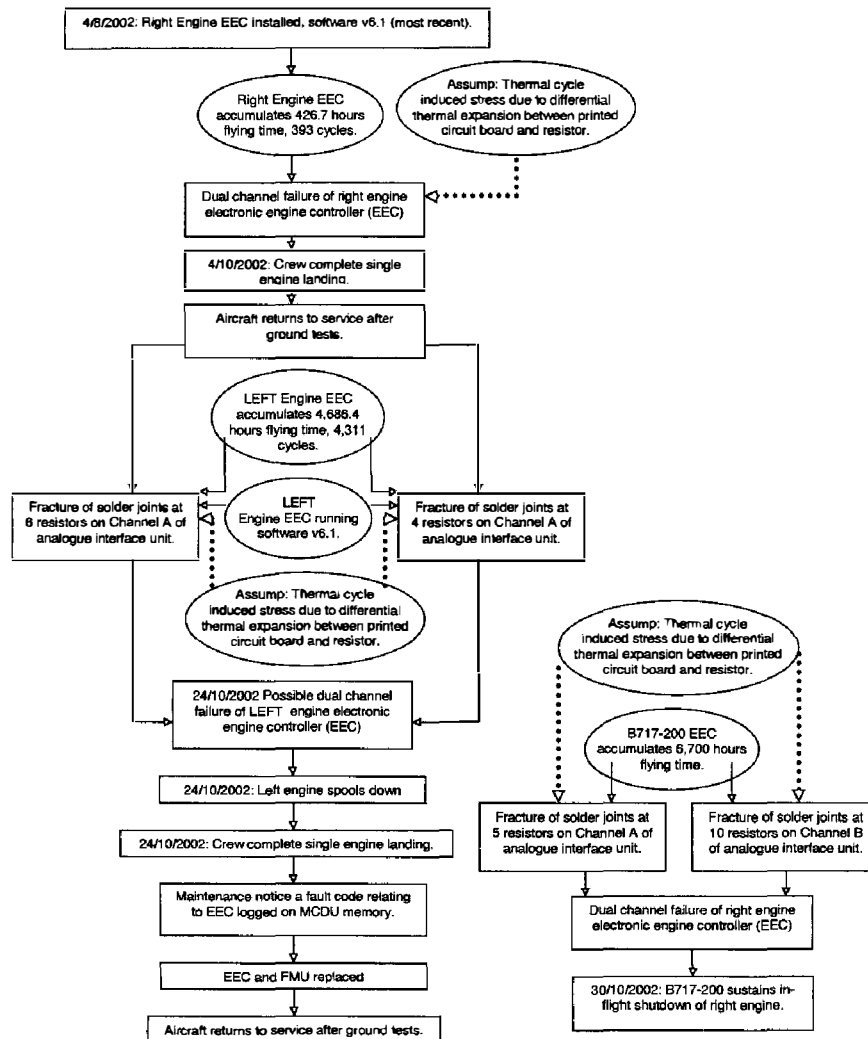 4/8/2002: Right Engine EEC installed, software v6.1 (most recent).
Right Engine EEC
accumulates 426.7 hours
flying time, 393 cycles.
Assump: Thermal cycle
induced stress due to differential
thermal expansion between printed
circuit board and resistor.
Dual channel failure of right engine
electronic engine controller (EEC)
4/10/2002: Crew complete single
engine landing.
Aircraft returns to service after
ground tests.
LEFT Engine EEC
accumulates 4,686.4
hours flying time, 4,311
cycles.
Fracture of solder joints at
6 resistors on Channel A of
analogue interface unit.
LEFT
Engine EEC running
software v6.1.
Fracture of solder joints at
4 resistors on Channel A of
analogue interface unit.
Assump: Thermal cycle
induced stress due to differential
thermal expansion between printed
circuit board and resistor.
24/10/2002 Possible dual channel
failure of LEFT engine electronic
engine controller (EEC)
24/10/2002: Left engine spools down
24/10/2002: Crew complete single engine landing.
Maintenance notice a fault code relating
to EEC logged on MCDU memory.
EEC and FMU replaced
Aircraft returns to service after ground tests.
Assump: Thermal cycle
induced stress due to differential
thermal expansion between printed
circuit board and resistor.
B717-200 EEC
accumulates 6,700 hours
flying time.
Fracture of solder joints at
5 resistors on Channel A of
analogue interface unit.
Fracture of solder joints at
10 resistors on Channel B
of analogue interface unit.
Dual channel failure of right engine
electronic engine controller (EEC)
30/10/2002: B717-200 sustains in-
flight shutdown of right engine.